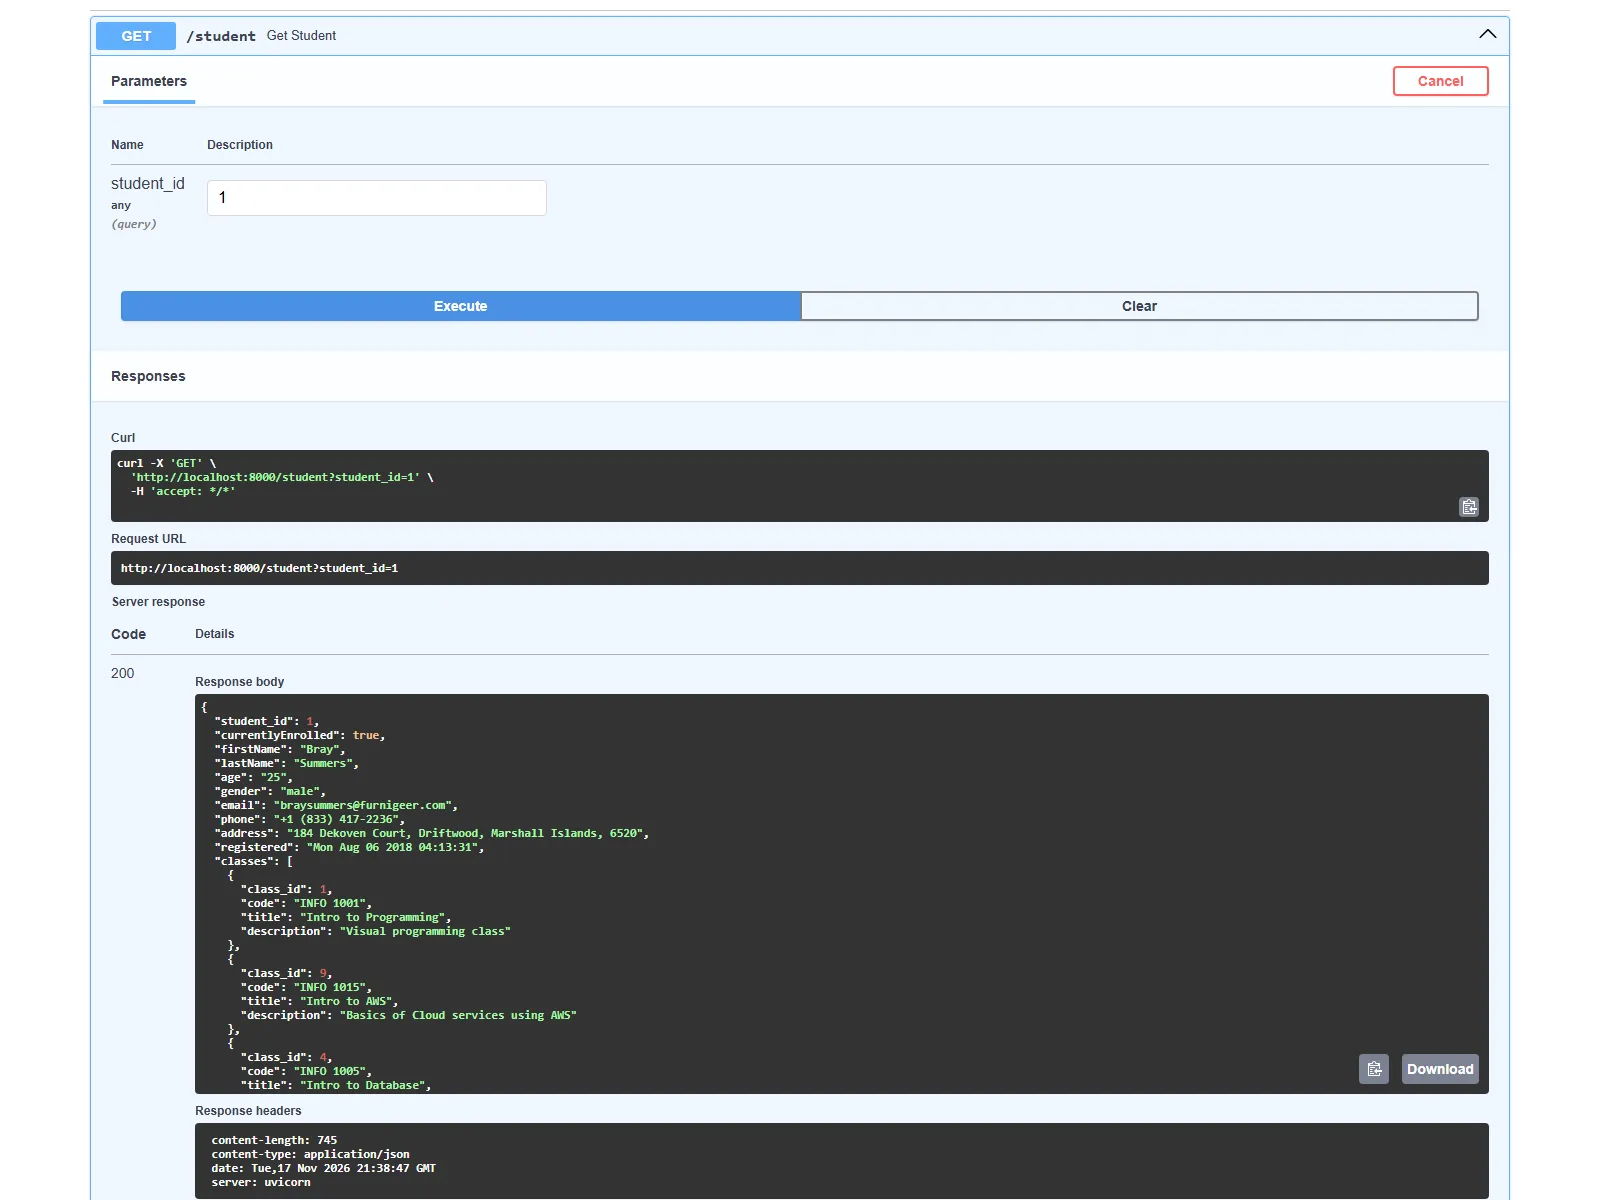 GET /student Get Student
Parameters
Cancel
Name Description
student_id
any
(query)
1
Execute
Clear
Responses
Curl
curl -X 'GET' \
  'http://localhost:8000/student?student_id=1' \
  -H 'accept: */*'
Request URL
http://localhost:8000/student?student_id=1
Server response
Code Details
200
Response body
{
  "student_id": 1,
  "currentlyEnrolled": true,
  "firstName": "Bray",
  "lastName": "Summers",
  "age": "25",
  "gender": "male",
  "email": "braysummers@furnigeer.com",
  "phone": "+1 (833) 417-2236",
  "address": "184 Dekoven Court, Driftwood, Marshall Islands, 6520",
  "registered": "Mon Aug 06 2018 04:13:31",
  "classes": [
    {
      "class_id": 1,
      "code": "INFO 1001",
      "title": "Intro to Programming",
      "description": "Visual programming class"
    },
    {
      "class_id": 9,
      "code": "INFO 1015",
      "title": "Intro to AWS",
      "description": "Basics of Cloud services using AWS"
    },
    {
      "class_id": 4,
      "code": "INFO 1005",
      "title": "Intro to Database",
Download
Response headers
content-length: 745
content-type: application/json
date: Tue,17 Nov 2026 21:38:47 GMT
server: uvicorn